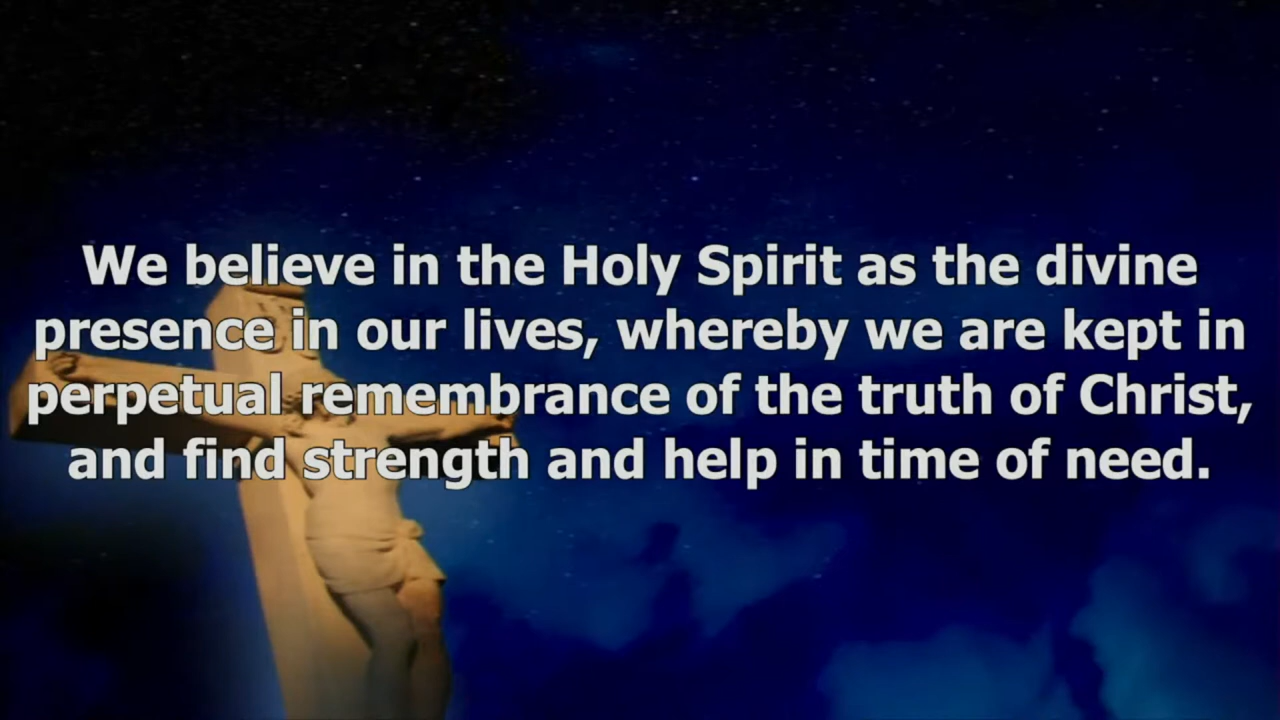 We believe in the Holy Spirit as the divine
presence in our lives, whereby we are kept in
perpetual remembrance of the truth of Christ,
and find strength and help in time of need.